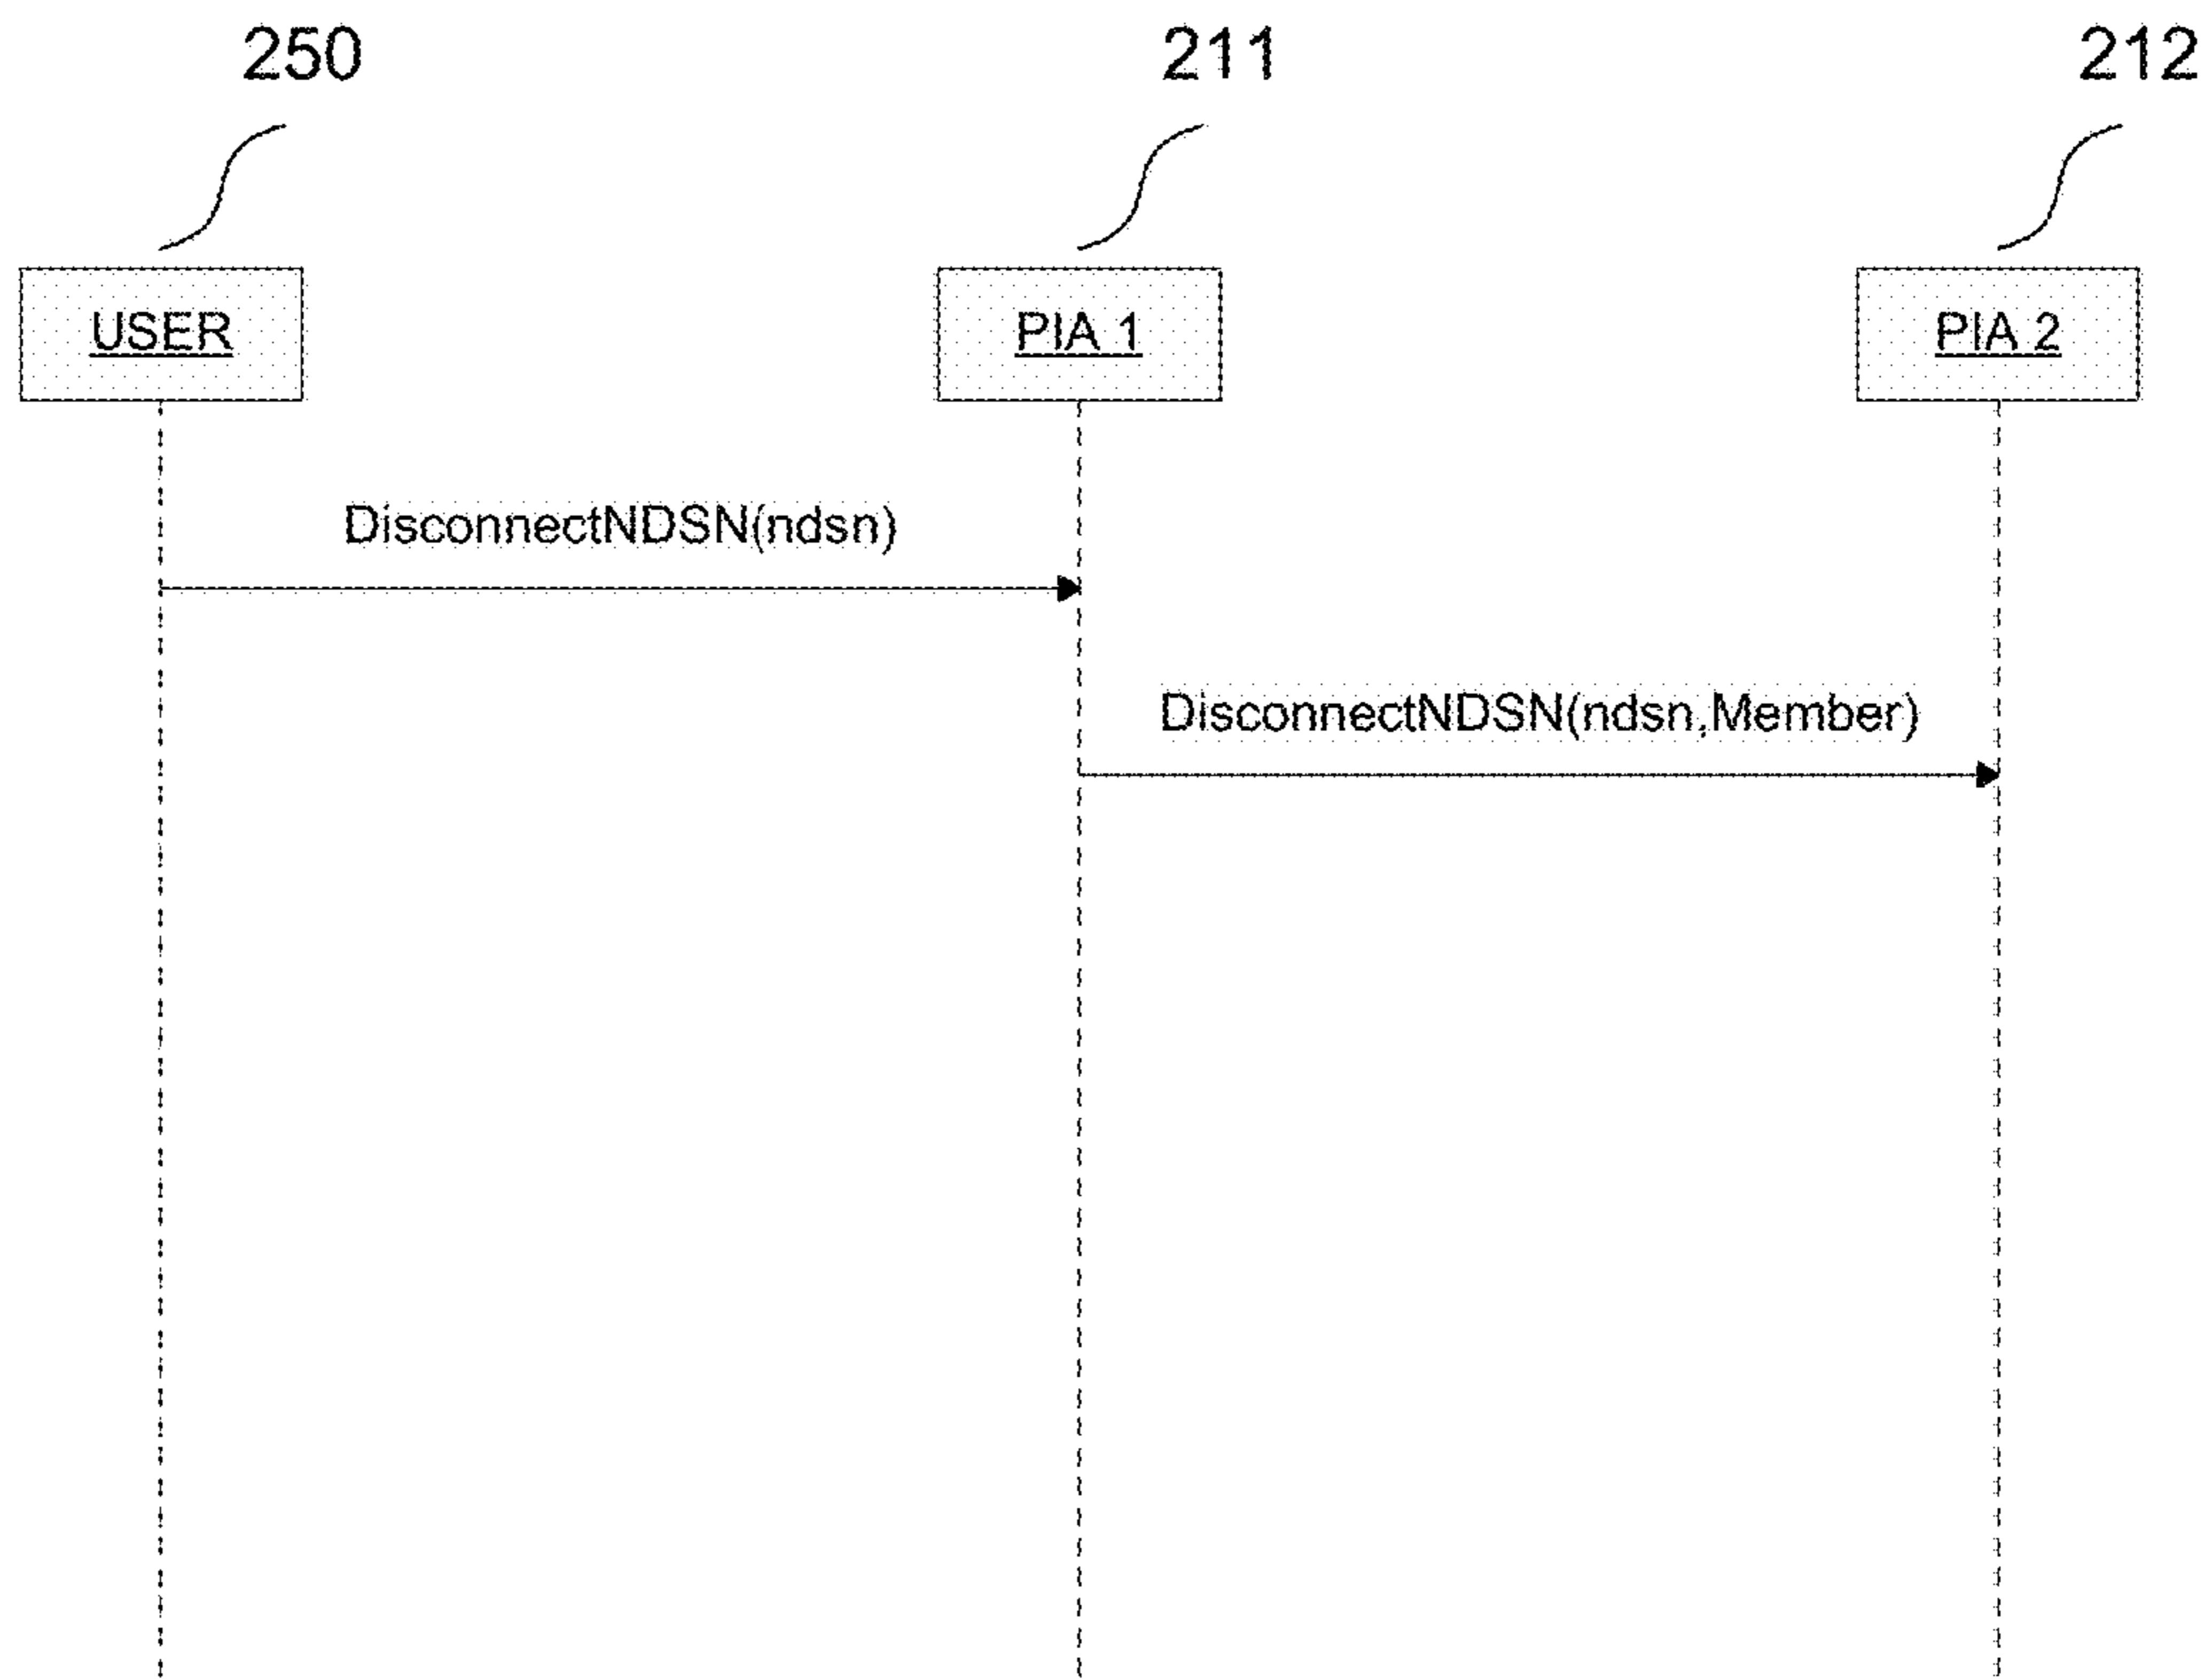 250
211
212
USER
PIA 1
PIA 2
DisconnectNDSN(ndsn)
DisconnectNDSN(ndsn,Member)